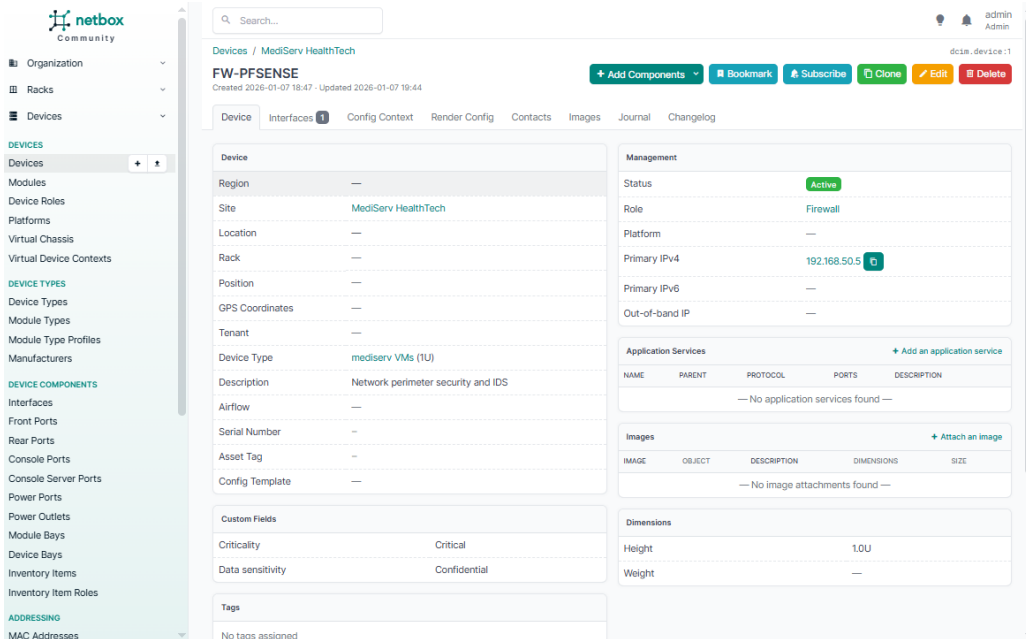 netbox
Community
Organization
Racks
Devices
DEVICES
Devices
Modules
Device Roles
Platforms
Virtual Chassis
Virtual Device Contexts
DEVICE TYPES
Device Types
Module Types
Module Type Profiles
Manufacturers
DEVICE COMPONENTS
Interfaces
Front Ports
Rear Ports
Console Ports
Console Server Ports
Power Ports
Power Outlets
Module Bays
Device Bays
Inventory Items
Inventory Item Roles
ADDRESSING
MAC Addresses
Search...
admin
Admin
Devices / MediServ HealthTech
dcim.device:1
FW-PFSENSE
Created 2026-01-07 18:47 · Updated 2026-01-07 19:44
+ Add Components
Bookmark
Subscribe
Clone
Edit
Delete
Device Interfaces 1 Config Context Render Config Contacts Images Journal Changelog
Device
Region —
Site MediServ HealthTech
Location —
Rack —
Position —
GPS Coordinates —
Tenant —
Device Type mediserv VMs (1U)
Description Network perimeter security and IDS
Airflow —
Serial Number –
Asset Tag –
Config Template —
Custom Fields
Criticality Critical
Data sensitivity Confidential
Tags
No tags assigned
Management
Status Active
Role Firewall
Platform —
Primary IPv4 192.168.50.5
Primary IPv6 —
Out-of-band IP —
Application Services + Add an application service
NAME PARENT PROTOCOL PORTS DESCRIPTION
— No application services found —
Images + Attach an image
IMAGE OBJECT DESCRIPTION DIMENSIONS SIZE
— No image attachments found —
Dimensions
Height 1.0U
Weight —